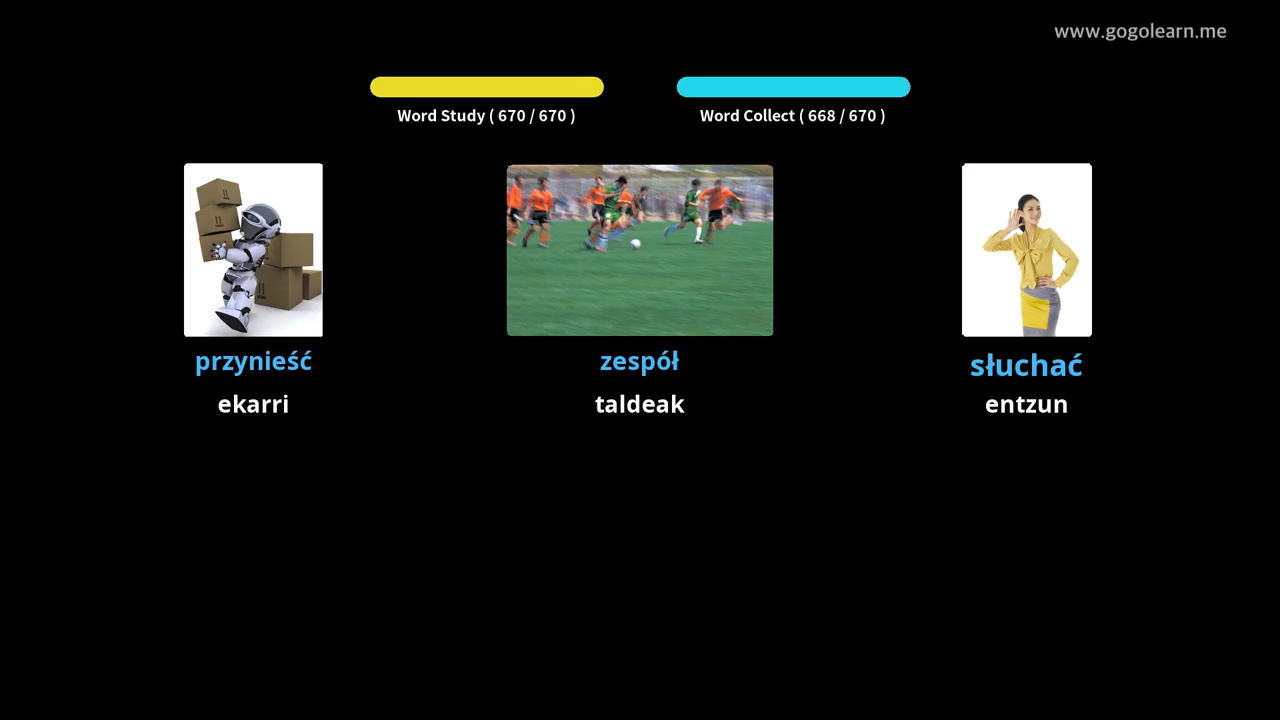 www.gogolearn.me
Word Study ( 670 / 670 )
Word Collect ( 668 / 670 )
przynieść
zespół
słuchać
ekarri
taldeak
entzun